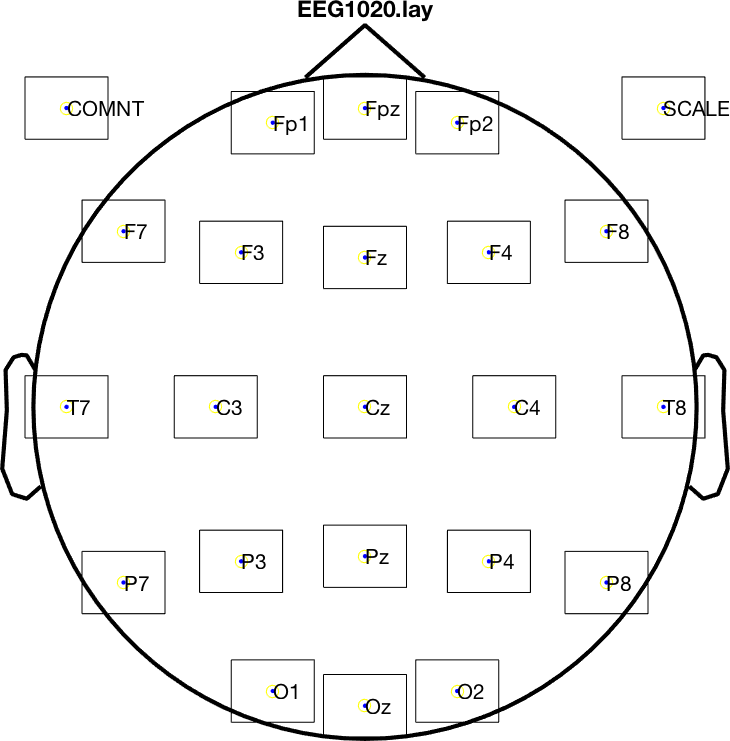 EEG1020.lay
COMNT
Fp1
Fpz
Fp2
SCALE
F7
F3
Fz
F4
F8
T7
C3
Cz
C4
T8
P7
P3
Pz
P4
P8
O1
Oz
O2